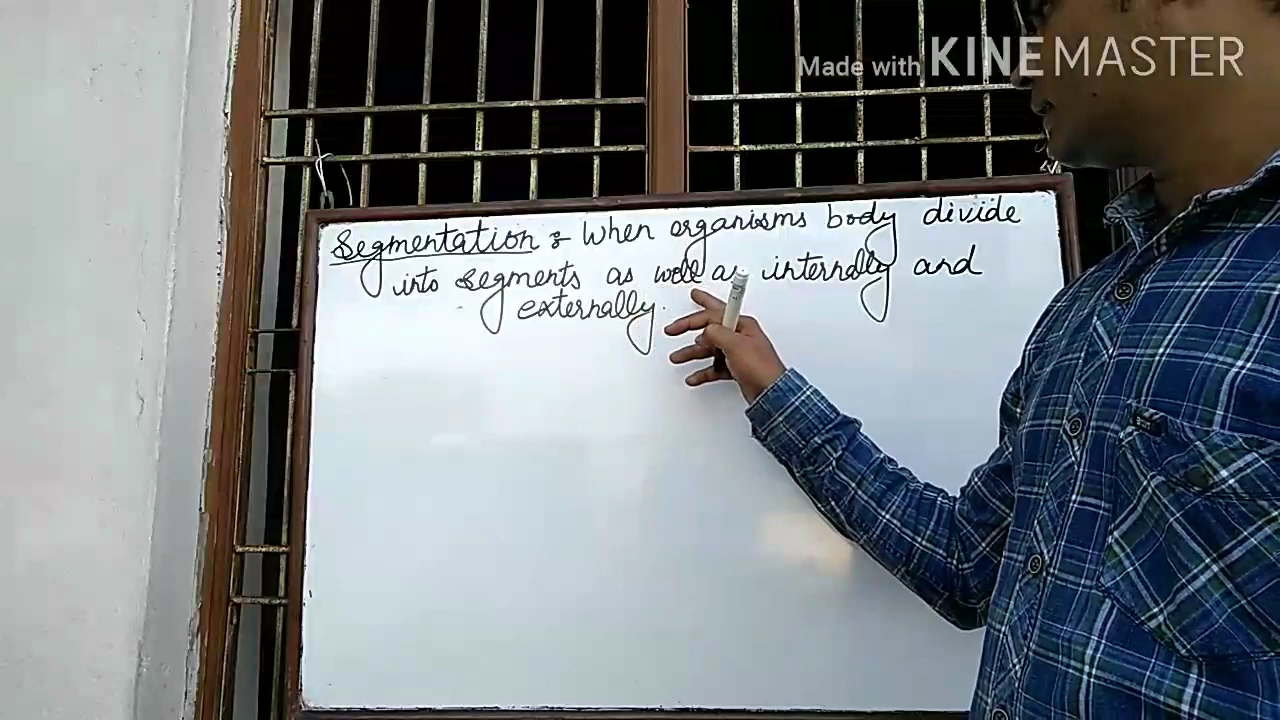 Made with KINEMASTER
Segmentation :- When organisms body divide
into segments as well as internally and
externally.